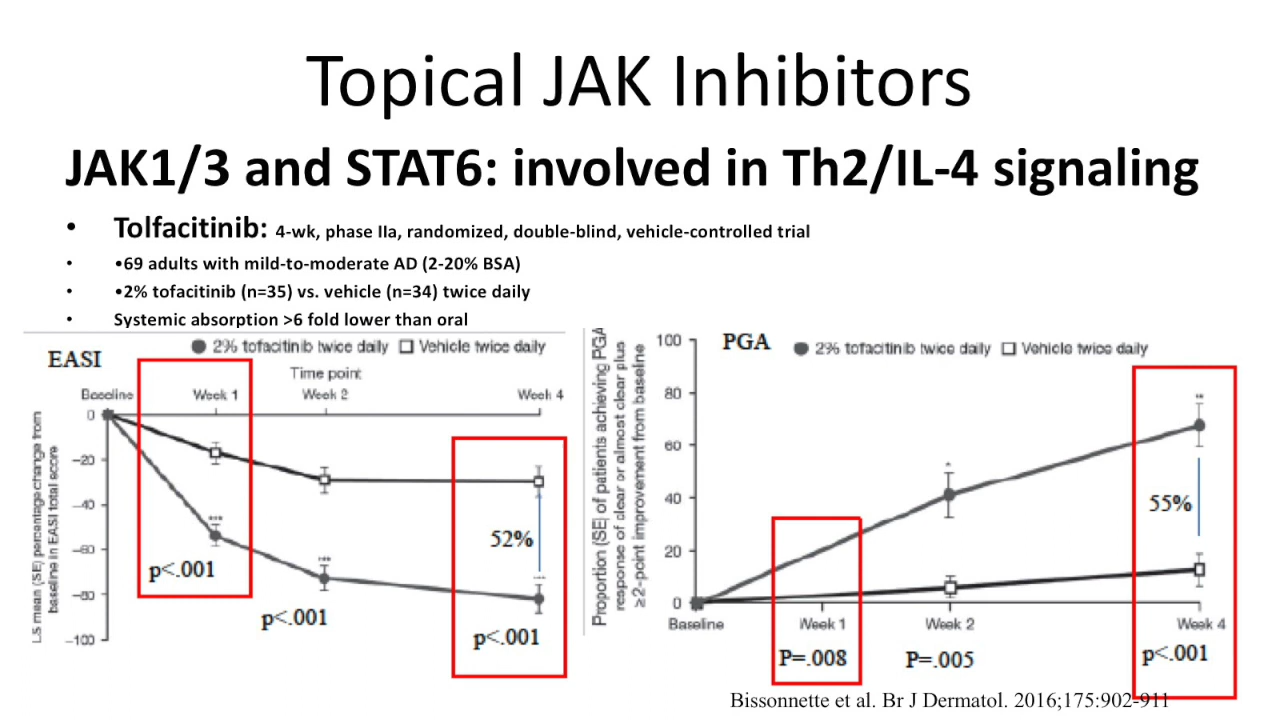 Topical JAK Inhibitors
JAK1/3 and STAT6: involved in Th2/IL-4 signaling
• Tolfacitinib: 4-wk, phase IIa, randomized, double-blind, vehicle-controlled trial
• •69 adults with mild-to-moderate AD (2-20% BSA)
• •2% tofacitinib (n=35) vs. vehicle (n=34) twice daily
• Systemic absorption >6 fold lower than oral
EASI
2% tofacitinib twice daily Vehicle twice daily
Time point
Baseline Week 1 Week 2 Week 4
LS mean (SE) percentage change from
baseline in EASI total score
0
−20
−40
−60
−80
−100
***
***
***
52%
p<.001
p<.001
p<.001
PGA
2% tofacitinib twice daily Vehicle twice daily
Proportion (SE) of patients achieving PGA
response of clear or almost clear plus
≥2-point improvement from baseline
100
80
60
40
20
0
*
**
55%
Baseline Week 1 Week 2 Week 4
P=.008 P=.005 p<.001
Bissonnette et al. Br J Dermatol. 2016;175:902-911